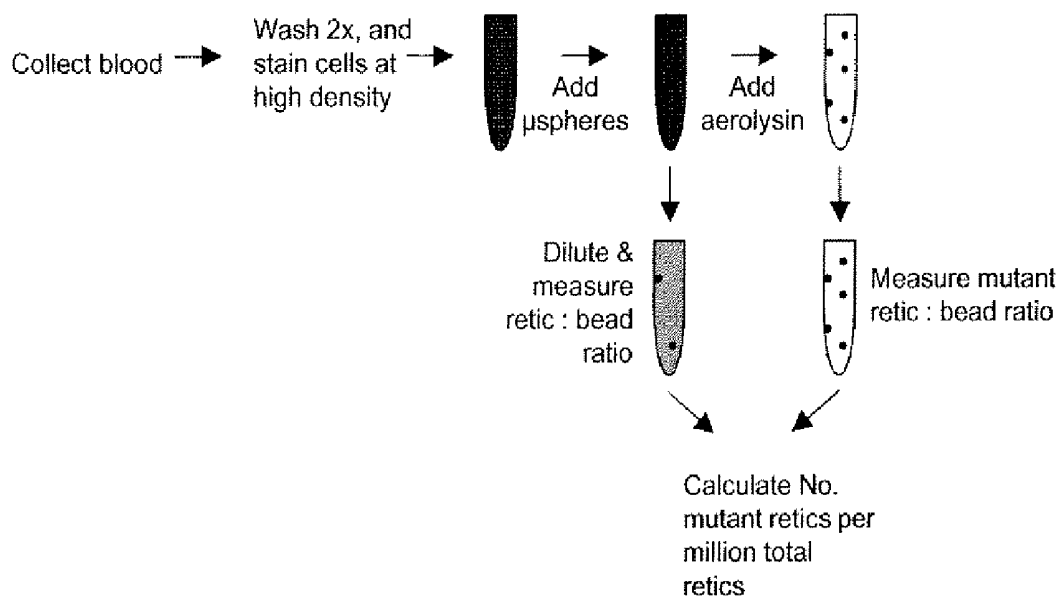 Collect blood
Wash 2x, and
stain cells at
high density
Add
µspheres
Add
aerolysin
Dilute &
measure
retic : bead
ratio
Measure mutant
retic : bead ratio
Calculate No.
mutant retics per
million total
retics